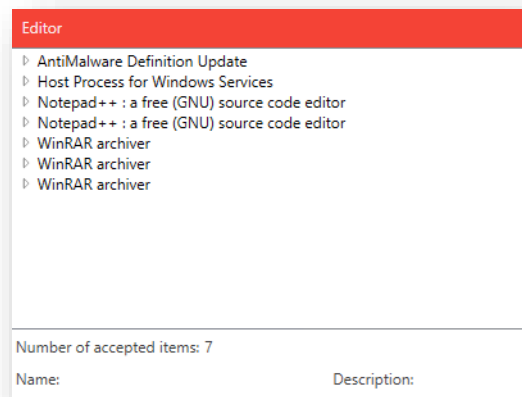 Editor
AntiMalware Definition Update
Host Process for Windows Services
Notepad++ : a free (GNU) source code editor
Notepad++ : a free (GNU) source code editor
WinRAR archiver
WinRAR archiver
WinRAR archiver
Number of accepted items: 7
Name: Description: